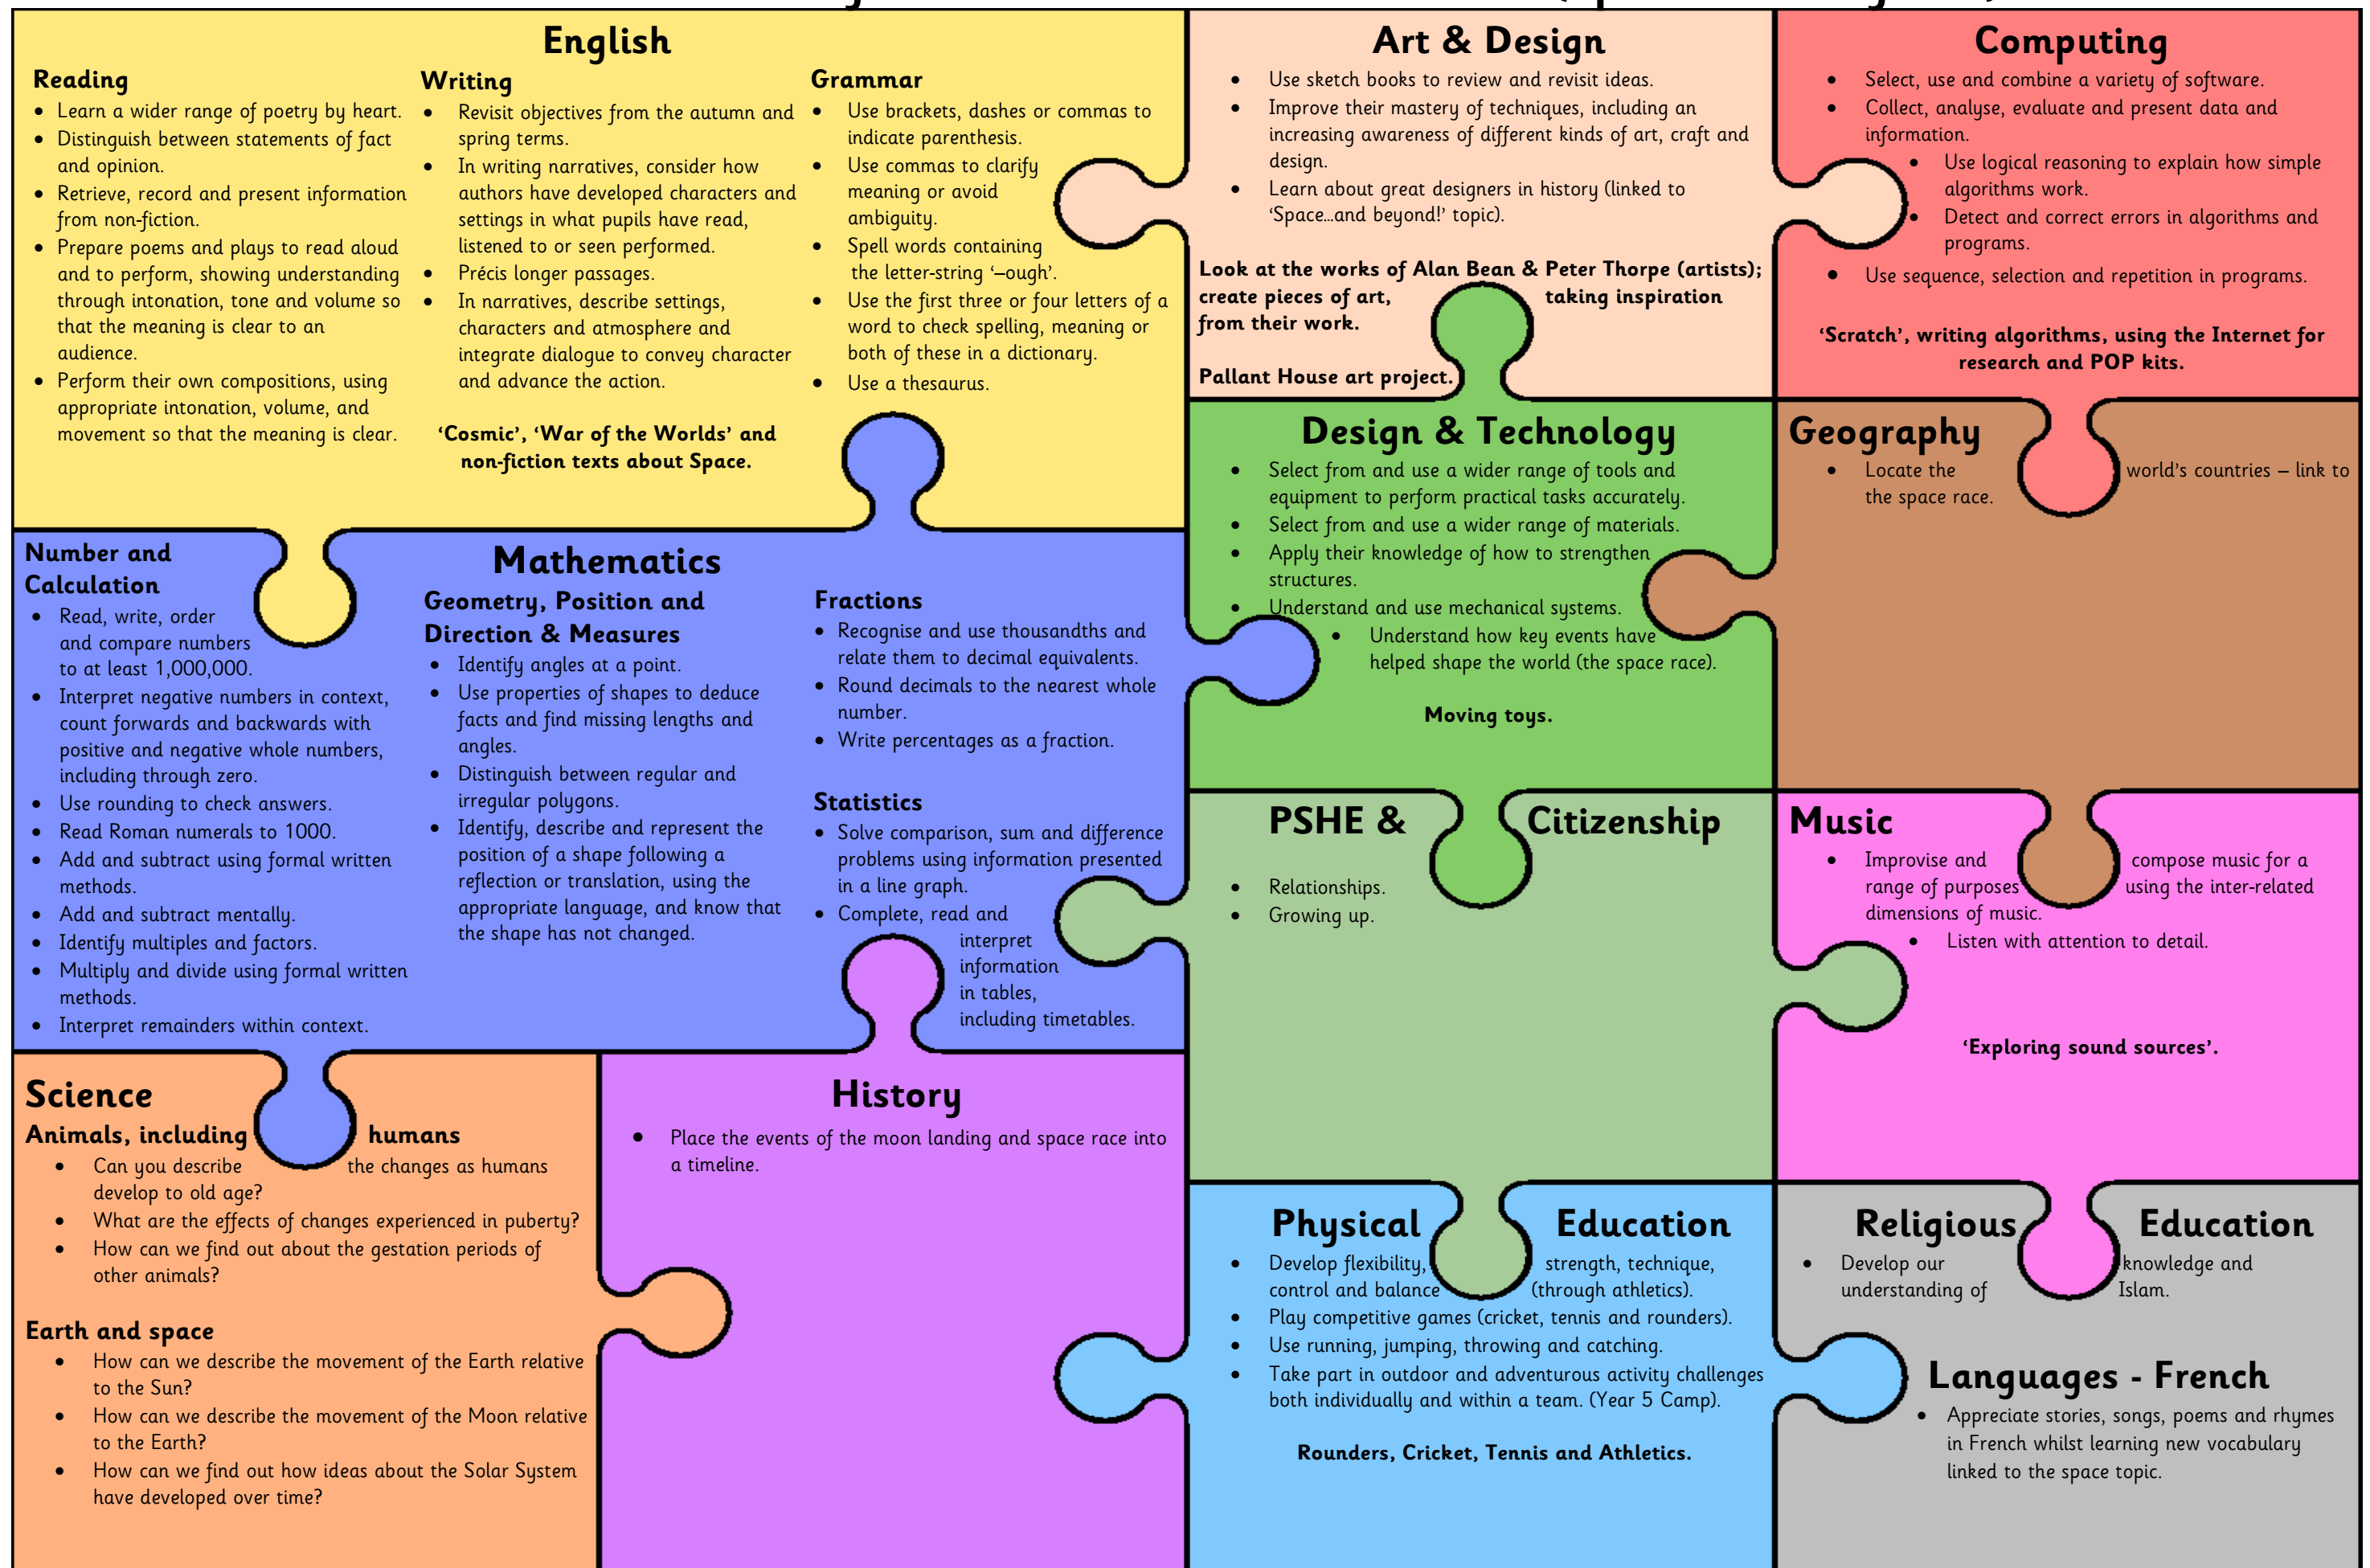 English
Reading
• Learn a wider range of poetry by heart.
• Distinguish between statements of fact
and opinion.
• Retrieve, record and present information
from non-fiction.
• Prepare poems and plays to read aloud
and to perform, showing understanding
through intonation, tone and volume so
that the meaning is clear to an
audience.
• Perform their own compositions, using
appropriate intonation, volume, and
movement so that the meaning is clear.
Writing
• Revisit objectives from the autumn and
spring terms.
• In writing narratives, consider how
authors have developed characters and
settings in what pupils have read,
listened to or seen performed.
• Précis longer passages.
• In narratives, describe settings,
characters and atmosphere and
integrate dialogue to convey character
and advance the action.
‘Cosmic’, ‘War of the Worlds’ and
non-fiction texts about Space.
Grammar
• Use brackets, dashes or commas to
indicate parenthesis.
• Use commas to clarify
meaning or avoid
ambiguity.
• Spell words containing
the letter-string ‘–ough’.
• Use the first three or four letters of a
word to check spelling, meaning or
both of these in a dictionary.
• Use a thesaurus.
Art & Design
• Use sketch books to review and revisit ideas.
• Improve their mastery of techniques, including an
increasing awareness of different kinds of art, craft and
design.
• Learn about great designers in history (linked to
‘Space…and beyond!’ topic).
Look at the works of Alan Bean & Peter Thorpe (artists);
create pieces of art, taking inspiration
from their work.
Pallant House art project.
Computing
• Select, use and combine a variety of software.
• Collect, analyse, evaluate and present data and
information.
• Use logical reasoning to explain how simple
algorithms work.
• Detect and correct errors in algorithms and
programs.
• Use sequence, selection and repetition in programs.
‘Scratch’, writing algorithms, using the Internet for
research and POP kits.
Mathematics
Number and
Calculation
• Read, write, order
and compare numbers
to at least 1,000,000.
• Interpret negative numbers in context,
count forwards and backwards with
positive and negative whole numbers,
including through zero.
• Use rounding to check answers.
• Read Roman numerals to 1000.
• Add and subtract using formal written
methods.
• Add and subtract mentally.
• Identify multiples and factors.
• Multiply and divide using formal written
methods.
• Interpret remainders within context.
Geometry, Position and
Direction & Measures
• Identify angles at a point.
• Use properties of shapes to deduce
facts and find missing lengths and
angles.
• Distinguish between regular and
irregular polygons.
• Identify, describe and represent the
position of a shape following a
reflection or translation, using the
appropriate language, and know that
the shape has not changed.
Fractions
• Recognise and use thousandths and
relate them to decimal equivalents.
• Round decimals to the nearest whole
number.
• Write percentages as a fraction.
Statistics
• Solve comparison, sum and difference
problems using information presented
in a line graph.
• Complete, read and
interpret
information
in tables,
including timetables.
Design & Technology
• Select from and use a wider range of tools and
equipment to perform practical tasks accurately.
• Select from and use a wider range of materials.
• Apply their knowledge of how to strengthen
structures.
• Understand and use mechanical systems.
• Understand how key events have
helped shape the world (the space race).
Moving toys.
Geography
• Locate the world’s countries – link to
the space race.
PSHE & Citizenship
• Relationships.
• Growing up.
Music
• Improvise and compose music for a
range of purposes using the inter-related
dimensions of music.
• Listen with attention to detail.
‘Exploring sound sources’.
Science
Animals, including humans
• Can you describe the changes as humans
develop to old age?
• What are the effects of changes experienced in puberty?
• How can we find out about the gestation periods of
other animals?
Earth and space
• How can we describe the movement of the Earth relative
to the Sun?
• How can we describe the movement of the Moon relative
to the Earth?
• How can we find out how ideas about the Solar System
have developed over time?
History
• Place the events of the moon landing and space race into
a timeline.
Physical Education
• Develop flexibility, strength, technique,
control and balance (through athletics).
• Play competitive games (cricket, tennis and rounders).
• Use running, jumping, throwing and catching.
• Take part in outdoor and adventurous activity challenges
both individually and within a team. (Year 5 Camp).
Rounders, Cricket, Tennis and Athletics.
Religious Education
• Develop our knowledge and
understanding of Islam.
Languages - French
• Appreciate stories, songs, poems and rhymes
in French whilst learning new vocabulary
linked to the space topic.